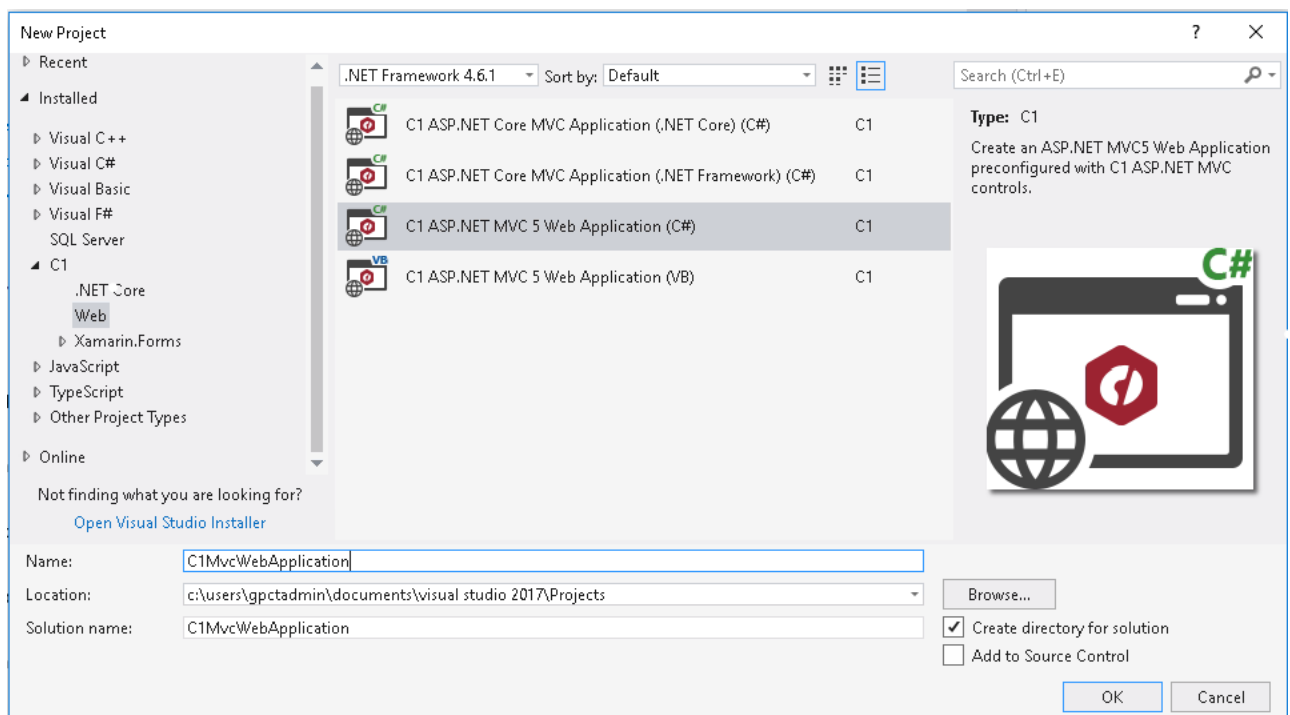 New Project
?
Recent
Installed
Visual C++
Visual C#
Visual Basic
Visual F#
SQL Server
C1
.NET Core
Web
Xamarin.Forms
JavaScript
TypeScript
Other Project Types
Online
Not finding what you are looking for?
Open Visual Studio Installer
.NET Framework 4.6.1 Sort by: Default
C# C1 ASP.NET Core MVC Application (.NET Core) (C#) C1
C# C1 ASP.NET Core MVC Application (.NET Framework) (C#) C1
C# C1 ASP.NET MVC 5 Web Application (C#) C1
VB C1 ASP.NET MVC 5 Web Application (VB) C1
Search (Ctrl+E)
Type: C1
Create an ASP.NET MVC5 Web Application
preconfigured with C1 ASP.NET MVC
controls.
C#
Name: C1MvcWebApplication
Location: c:\users\gpctadmin\documents\visual studio 2017\Projects
Browse...
Solution name: C1MvcWebApplication
Create directory for solution
Add to Source Control
OK Cancel